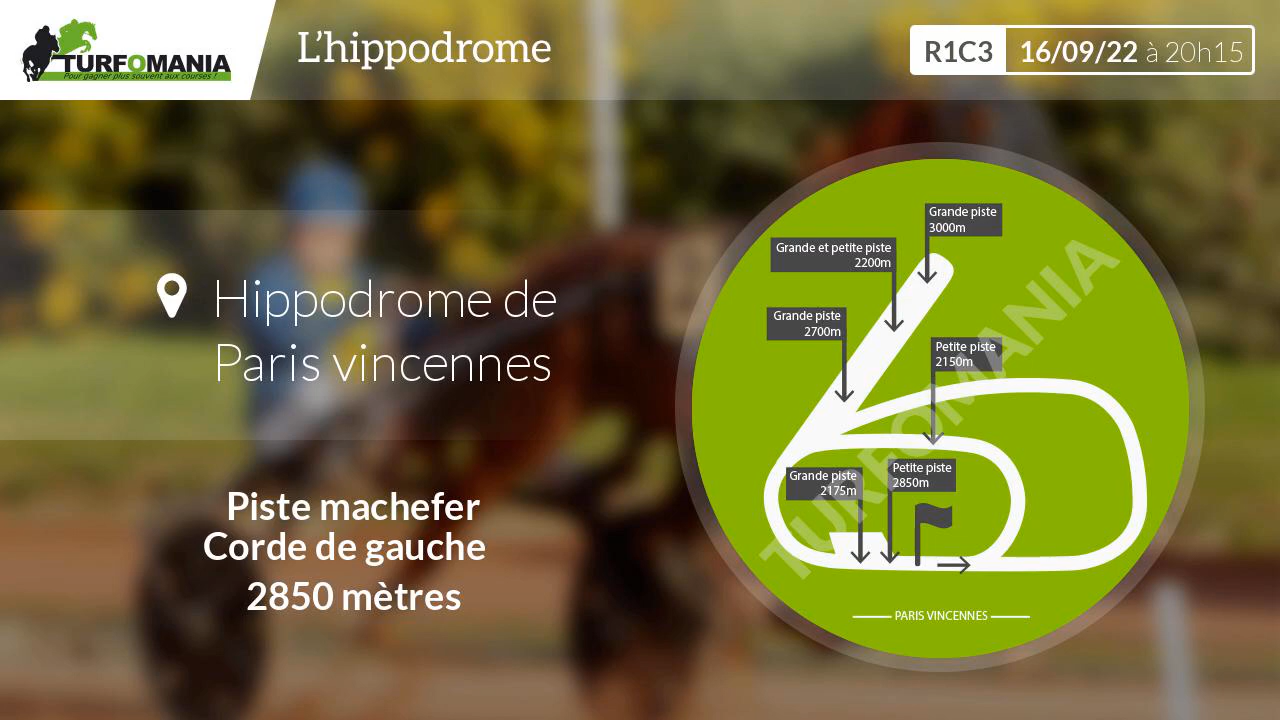 TURFOMANIA
Pour gagner plus souvent aux courses !
L'hippodrome
R1C3
16/09/22 à 20h15
Hippodrome de
Paris vincennes
Piste machefer
Corde de gauche
2850 mètres
Grande piste
3000m
Grande et petite piste
2200m
Grande piste
2700m
Petite piste
2150m
Grande piste
2175m
Petite piste
2850m
TURFOMANIA
PARIS VINCENNES